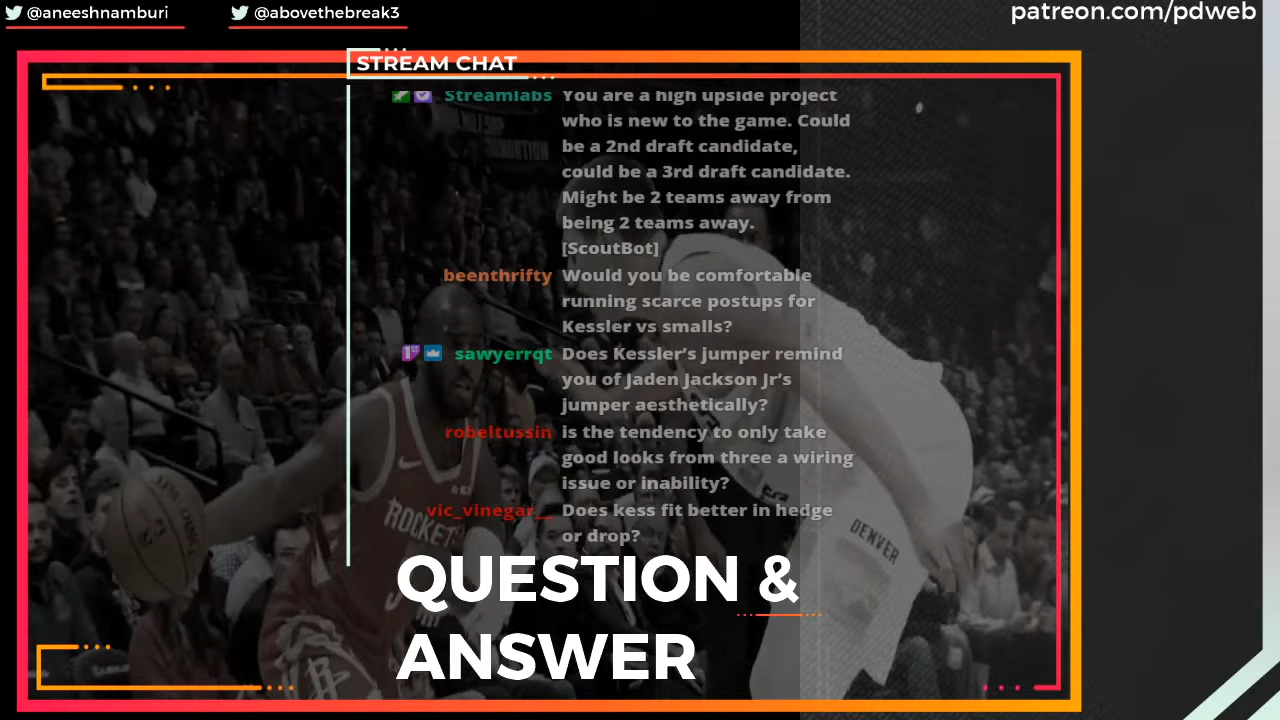 @aneeshnamburi
@abovethebreak3
patreon.com/pdweb
STREAM CHAT
Streamlabs You are a high upside project
who is new to the game. Could
be a 2nd draft candidate,
could be a 3rd draft candidate.
Might be 2 teams away from
being 2 teams away.
[ScoutBot]
beenthrifty Would you be comfortable
running scarce postups for
Kessler vs smalls?
sawyerrqt Does Kessler's jumper remind
you of Jaden Jackson Jr's
jumper aesthetically?
robeltussin is the tendency to only take
good looks from three a wiring
issue or inability?
vic_vinegar__ Does kess fit better in hedge
or drop?
ROCKET
DENVER
QUESTION &
ANSWER